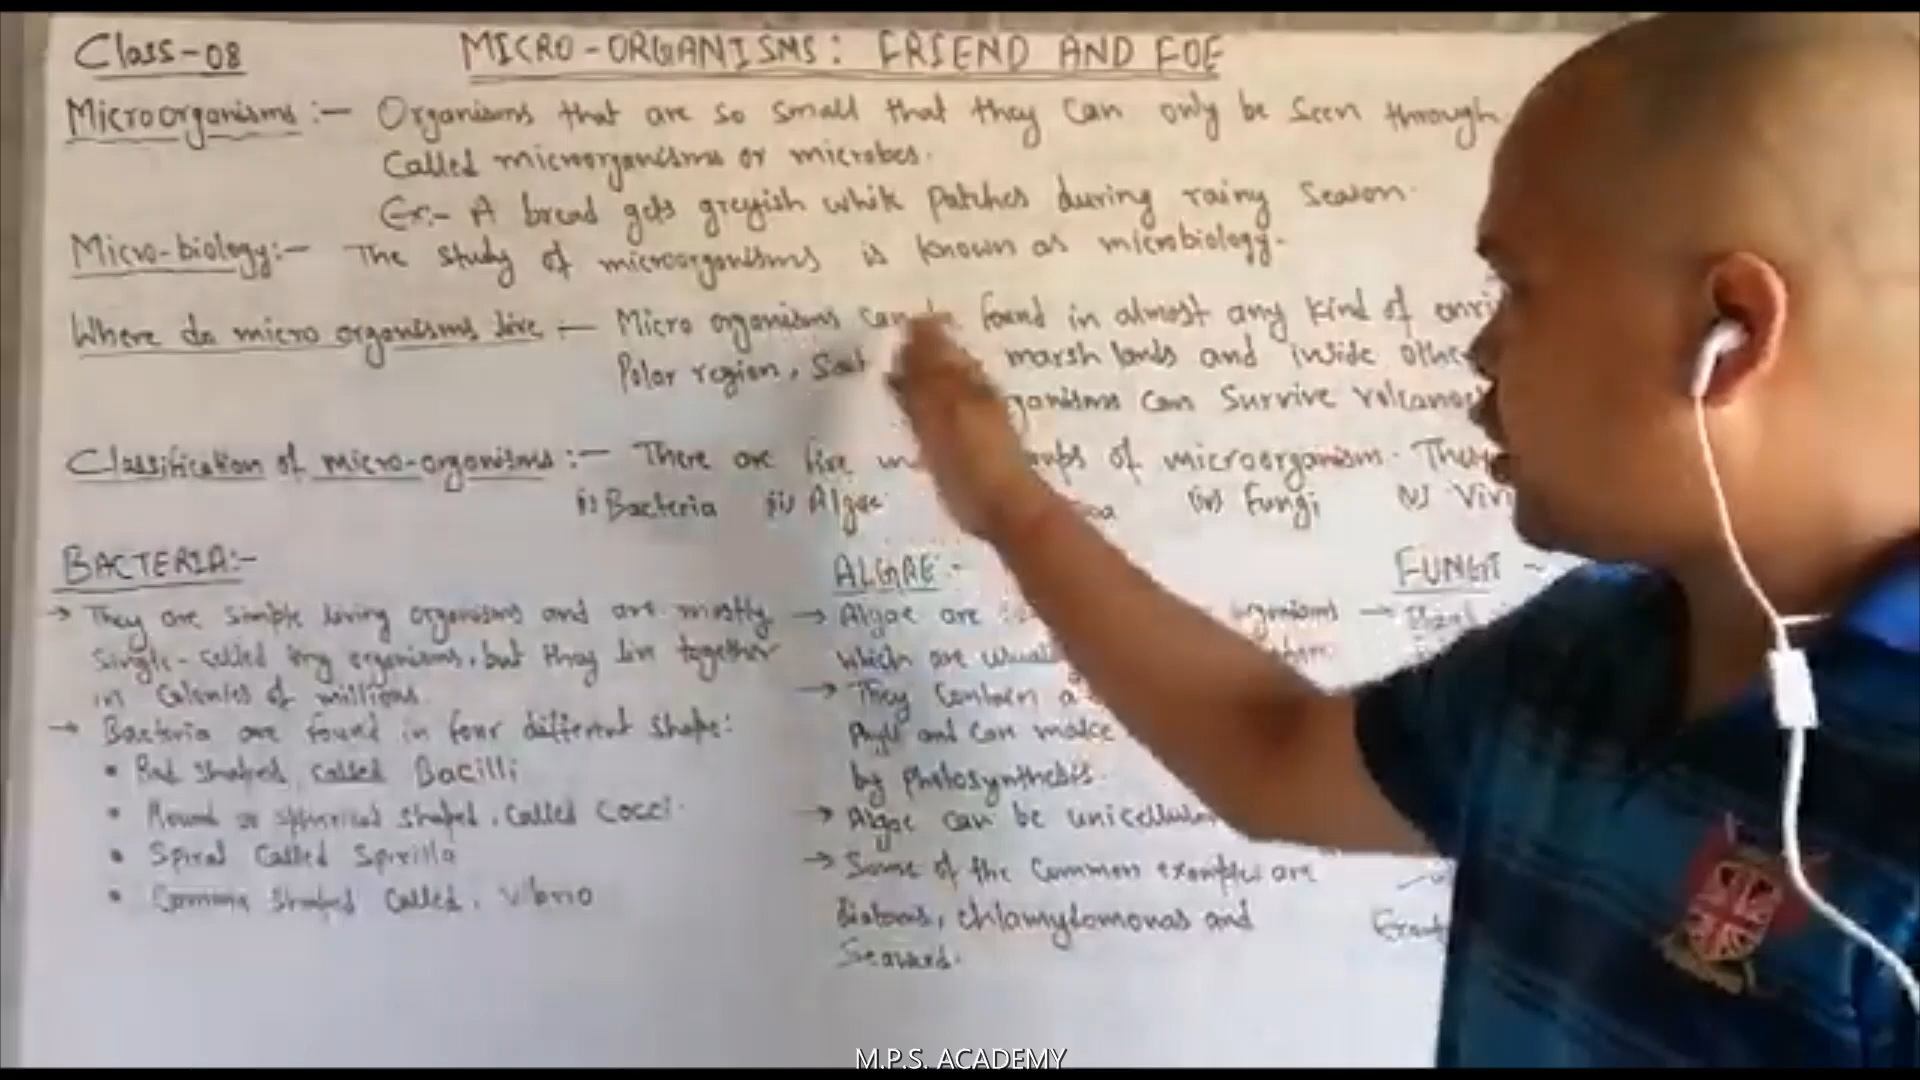 Class-08
MICRO-ORGANISMS: FRIEND AND FOE
Microorganisms :- Organisms that are so small that they can only be seen through
Called microorganisms or microbes.
Ex:- A bread gets greyish white patches during rainy season.
Micro-biology:- The study of microorganisms is known as microbiology.
Where do micro organisms live :- Micro organisms can be found in almost any kind of
Polar region, marsh lands and inside
can survive
Classification of micro-organisms :- There are five of microorganism.
(i) Bacteria (ii) Algae (iv) Fungi (v)
BACTERIA:-
→ They are simple living organisms and are mostly
Single-celled organisms, but they live together
in colonies of millions.
→ Bacteria are found in four different shape:
• Rod shaped, called Bacilli
• Round or spherical shaped, called Cocci.
• Spiral called Spirilla
• Comma shaped called, Vibrio
ALGAE:-
→ Algae are
which are
→ They contain
and can make
by photosynthesis.
→ Algae can be
→ Some of the common examples are
diatoms, chlamydomonas and
Seaweed.
FUNGI
M.P.S. ACADEMY